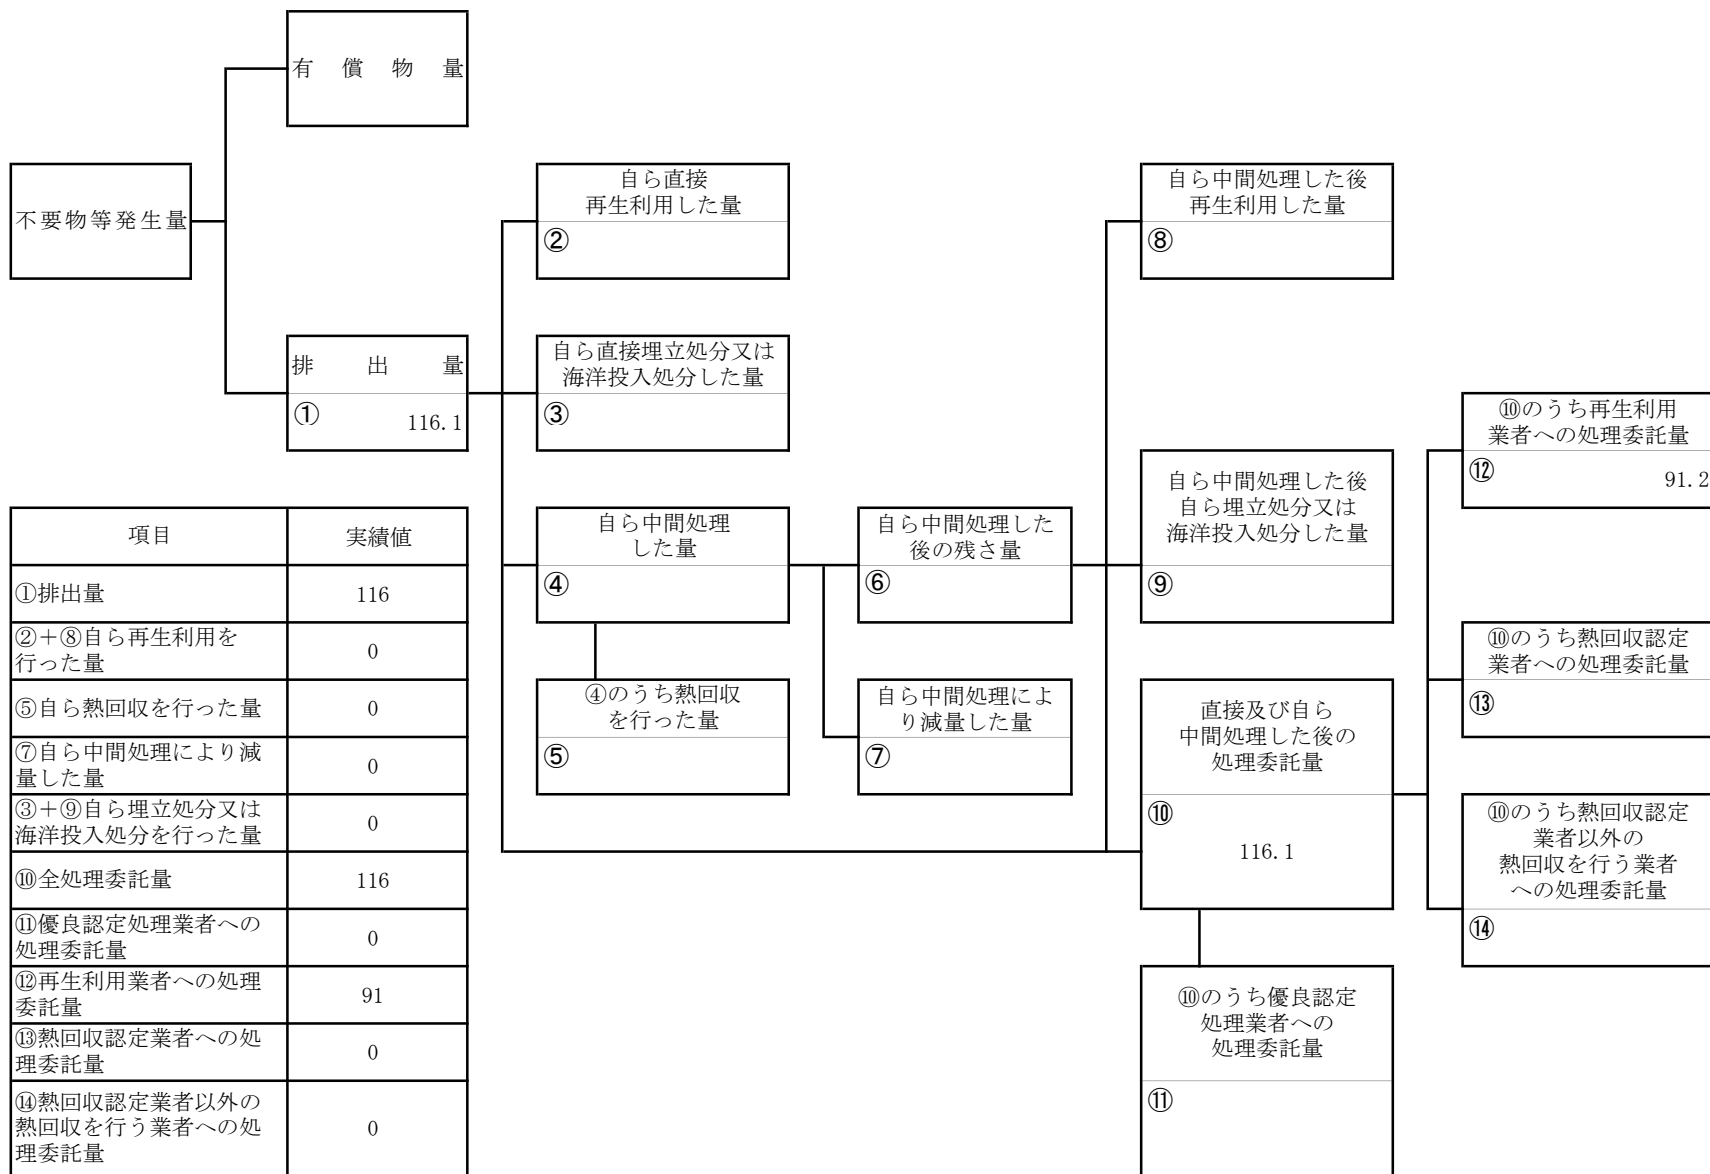 有償物量
不要物等発生量
排出量
①
116.1
自ら直接
再生利用した量
②
自ら直接埋立処分又は
海洋投入処分した量
③
自ら中間処理
した量
④
④のうち熱回収
を行った量
⑤
自ら中間処理した
後の残さ量
⑥
自ら中間処理によ
り減量した量
⑦
自ら中間処理した後
再生利用した量
⑧
自ら中間処理した後
自ら埋立処分又は
海洋投入処分した量
⑨
直接及び自ら
中間処理した後の
処理委託量
⑩
116.1
⑩のうち優良認定
処理業者への
処理委託量
⑪
⑩のうち再生利用
業者への処理委託量
⑫
91.2
⑩のうち熱回収認定
業者への処理委託量
⑬
⑩のうち熱回収認定
業者以外の
熱回収を行う業者
への処理委託量
⑭
項目 実績値
①排出量 116
②+⑧自ら再生利用を
行った量 0
⑤自ら熱回収を行った量 0
⑦自ら中間処理により減
量した量 0
③+⑨自ら埋立処分又は
海洋投入処分を行った量 0
⑩全処理委託量 116
⑪優良認定処理業者への
処理委託量 0
⑫再生利用業者への処理
委託量 91
⑬熱回収認定業者への処
理委託量 0
⑭熱回収認定業者以外の
熱回収を行う業者への処
理委託量 0